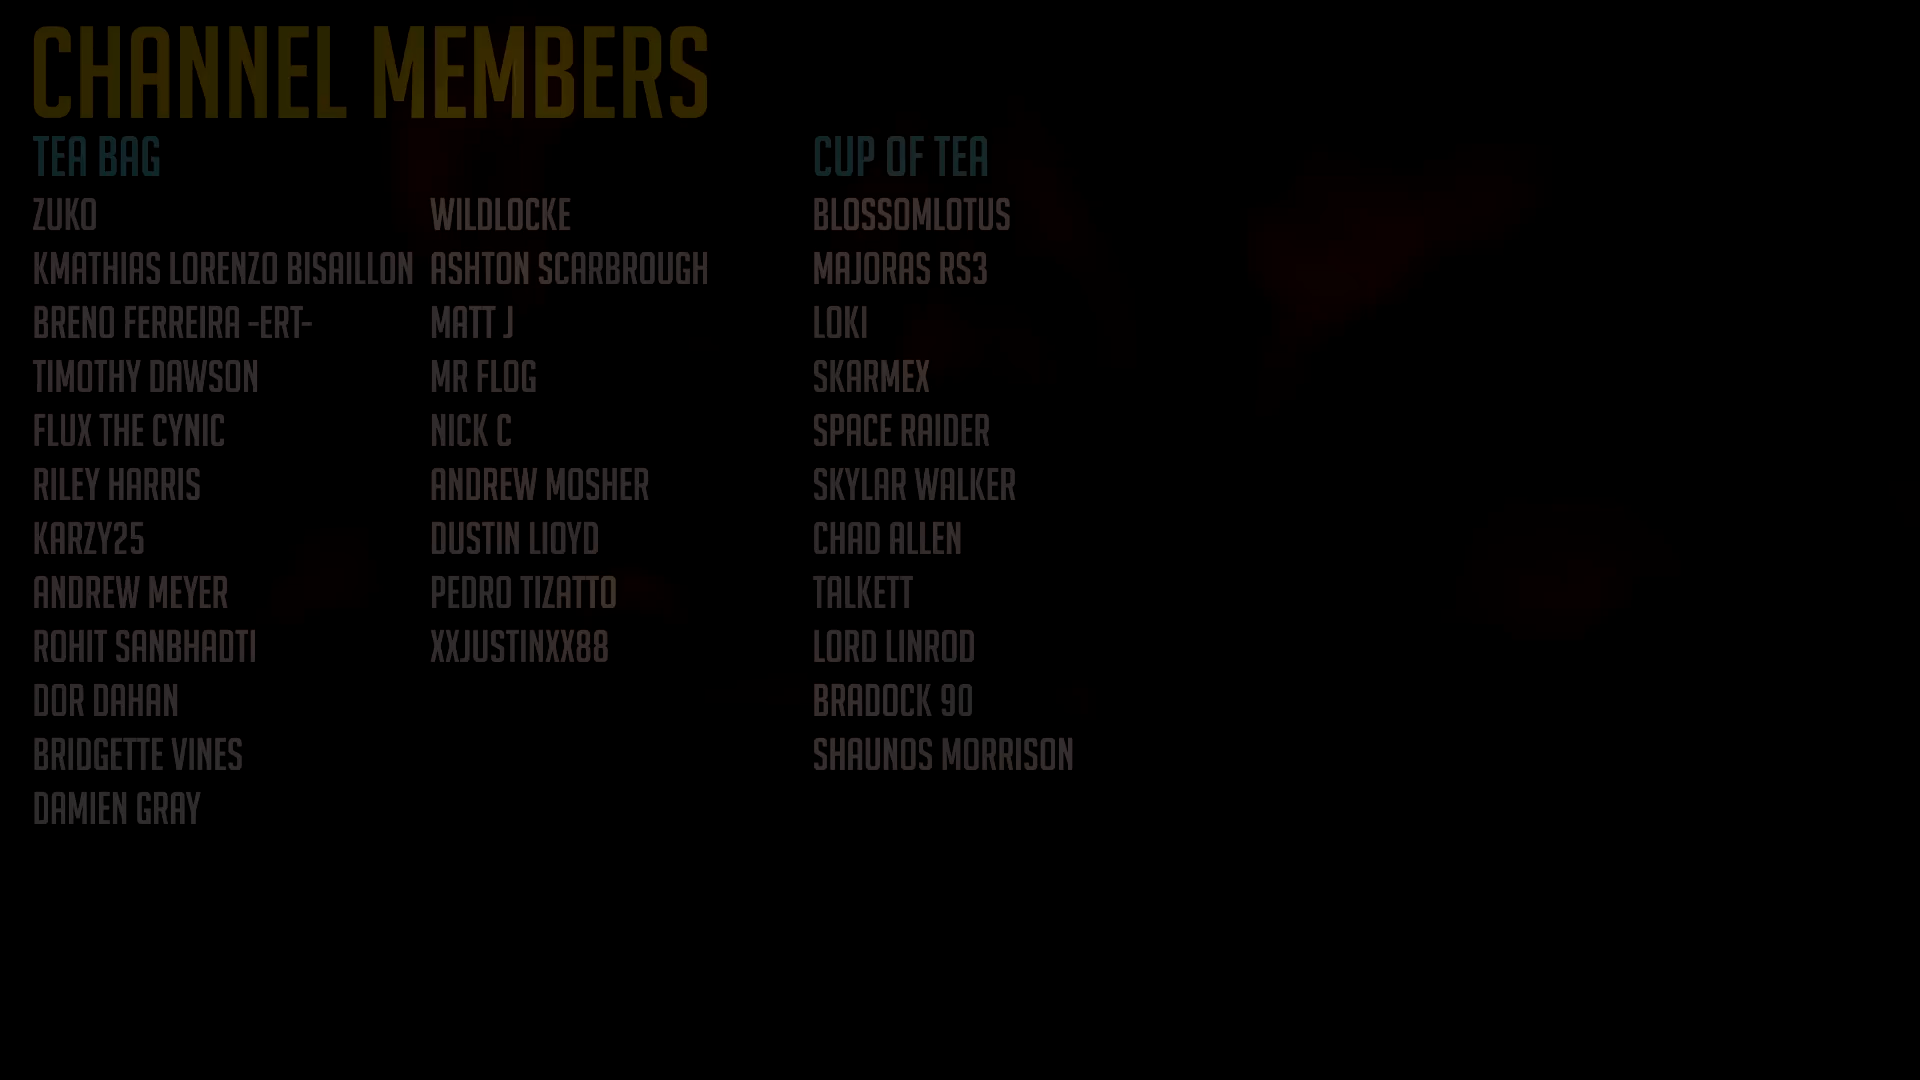 CHANNEL MEMBERS
TEA BAG
ZUKO
KMATHIAS LORENZO BISAILLON
BRENO FERREIRA -ERT-
TIMOTHY DAWSON
FLUX THE CYNIC
RILEY HARRIS
KARZY25
ANDREW MEYER
ROHIT SANBHADTI
DOR DAHAN
BRIDGETTE VINES
DAMIEN GRAY
WILDLOCKE
ASHTON SCARBROUGH
MATT J
MR FLOG
NICK C
ANDREW MOSHER
DUSTIN LIOYD
PEDRO TIZATTO
XXJUSTINXX88
CUP OF TEA
BLOSSOMLOTUS
MAJORAS RS3
LOKI
SKARMEX
SPACE RAIDER
SKYLAR WALKER
CHAD ALLEN
TALKETT
LORD LINROD
BRADOCK 90
SHAUNOS MORRISON